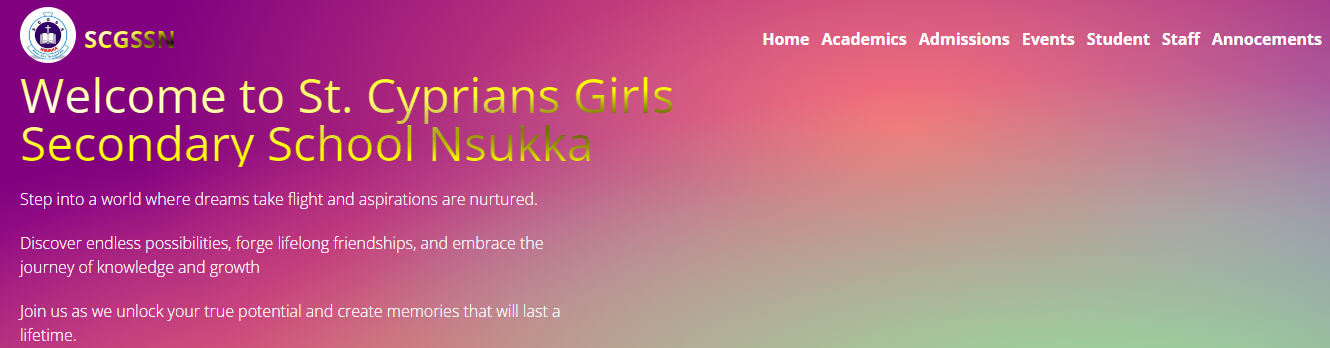 SCGSSN
Home Academics Admissions Events Student Staff Annocements
Welcome to St. Cyprians Girls
Secondary School Nsukka
Step into a world where dreams take flight and aspirations are nurtured.
Discover endless possibilities, forge lifelong friendships, and embrace the
journey of knowledge and growth
Join us as we unlock your true potential and create memories that will last a
lifetime.